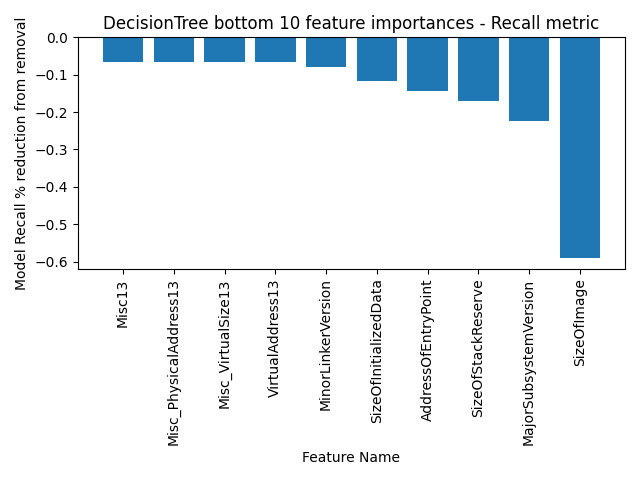 DecisionTree bottom 10 feature importances - Recall metric
Model Recall % reduction from removal
0.0
−0.1
−0.2
−0.3
−0.4
−0.5
−0.6
Misc13
Misc_PhysicalAddress13
Misc_VirtualSize13
VirtualAddress13
MinorLinkerVersion
SizeOfInitializedData
AddressOfEntryPoint
SizeOfStackReserve
MajorSubsystemVersion
SizeOfImage
Feature Name